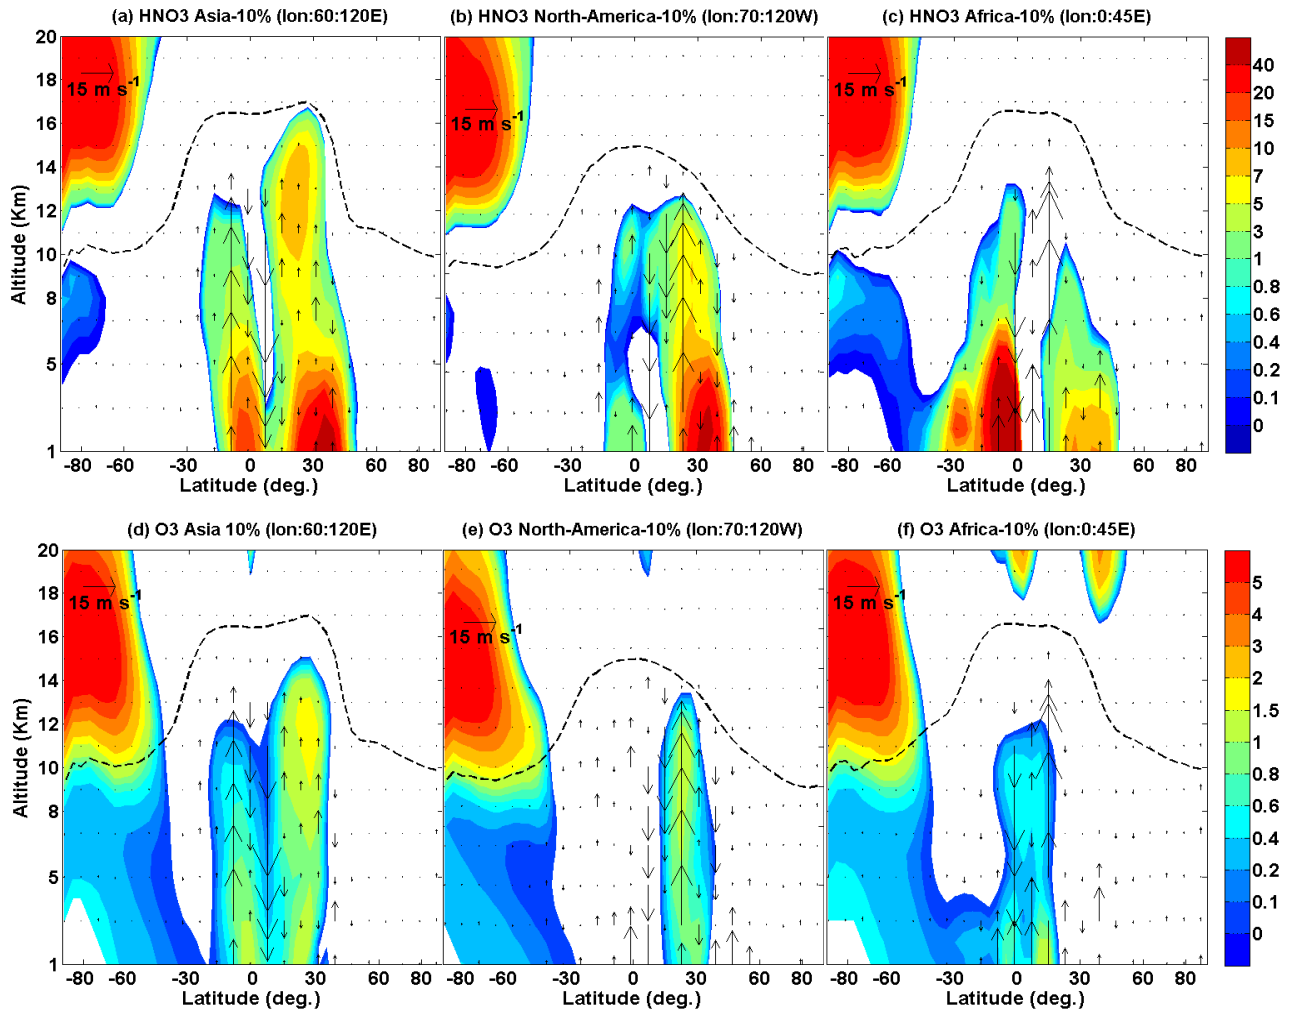 (a) HNO3 Asia-10% (lon:60:120E)
(b) HNO3 North-America-10% (lon:70:120W)
(c) HNO3 Africa-10% (lon:0:45E)
Altitude (Km)
20
18
16
14
12
10
8
5
3
1
15 m s-1
15 m s-1
15 m s-1
-80 -60 -30 0 30 60 80
-80 -60 -30 0 30 60 80
-80 -60 -30 0 30 60 80
Latitude (deg.)
Latitude (deg.)
Latitude (deg.)
40
20
15
10
7
5
3
1
0.8
0.6
0.4
0.2
0.1
0
(d) O3 Asia 10% (lon:60:120E)
(e) O3 North-America-10% (lon:70:120W)
(f) O3 Africa-10% (lon:0:45E)
Altitude (Km)
20
18
16
14
12
10
8
5
3
1
15 m s-1
15 m s-1
15 m s-1
-80 -60 -30 0 30 60 80
-80 -60 -30 0 30 60 80
-80 -60 -30 0 30 60 80
Latitude (deg.)
Latitude (deg.)
Latitude (deg.)
5
4
3
2
1.5
1
0.8
0.6
0.4
0.2
0.1
0